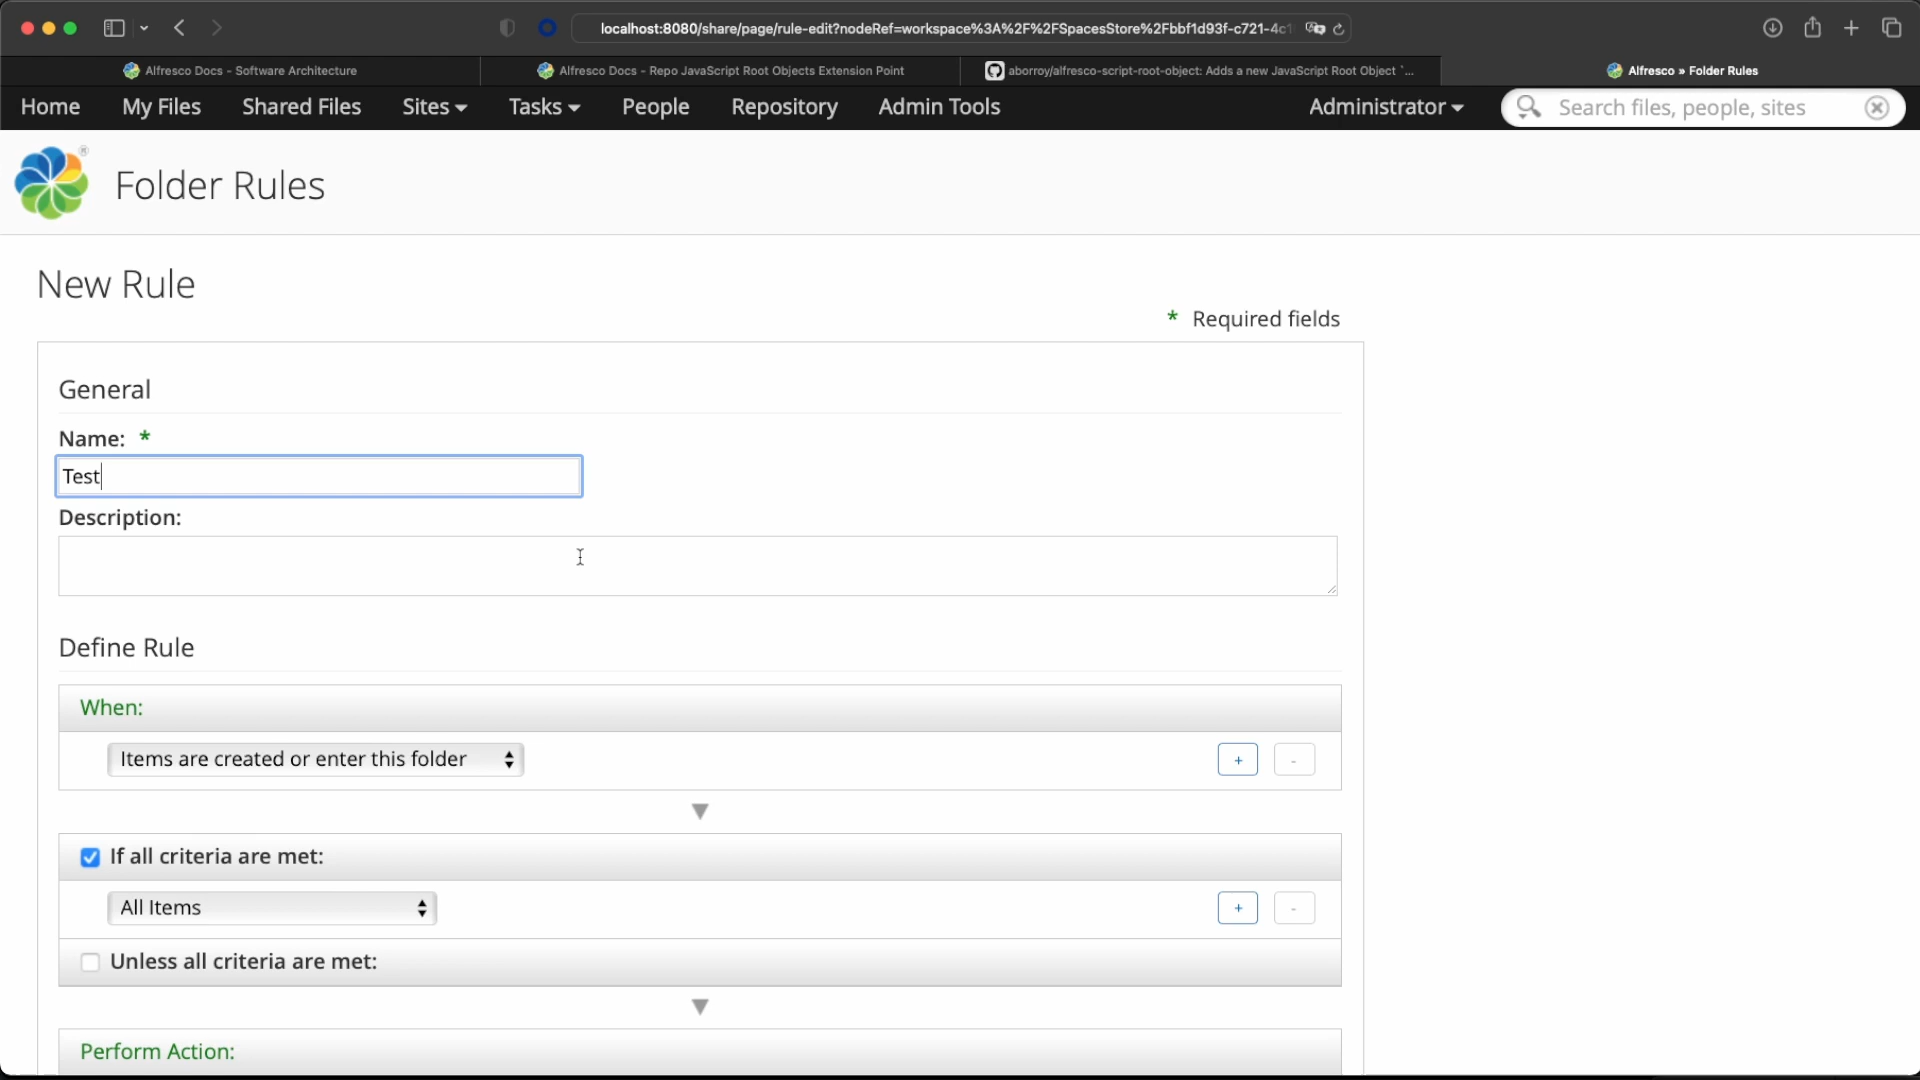 localhost:8080/share/page/rule-edit?nodeRef=workspace%3A%2F%2FSpacesStore%2Fbbf1d93f-c721-4c1
Alfresco Docs - Software Architecture
Alfresco Docs - Repo JavaScript Root Objects Extension Point
aborroy/alfresco-script-root-object: Adds a new JavaScript Root Object `...
Alfresco » Folder Rules
Home My Files Shared Files Sites Tasks People Repository Admin Tools Administrator Search files, people, sites
Folder Rules
New Rule
* Required fields
General
Name: *
Test
Description:
Define Rule
When:
Items are created or enter this folder + -
If all criteria are met:
All Items + -
Unless all criteria are met:
Perform Action: